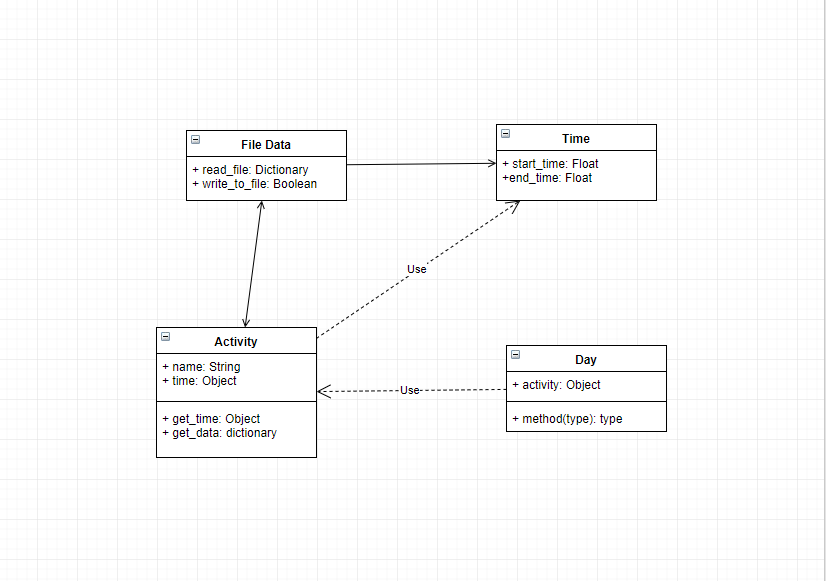 File Data
+ read_file: Dictionary
+ write_to_file: Boolean
Time
+ start_time: Float
+end_time: Float
Use
Activity
+ name: String
+ time: Object
+ get_time: Object
+ get_data: dictionary
Use
Day
+ activity: Object
+ method(type): type